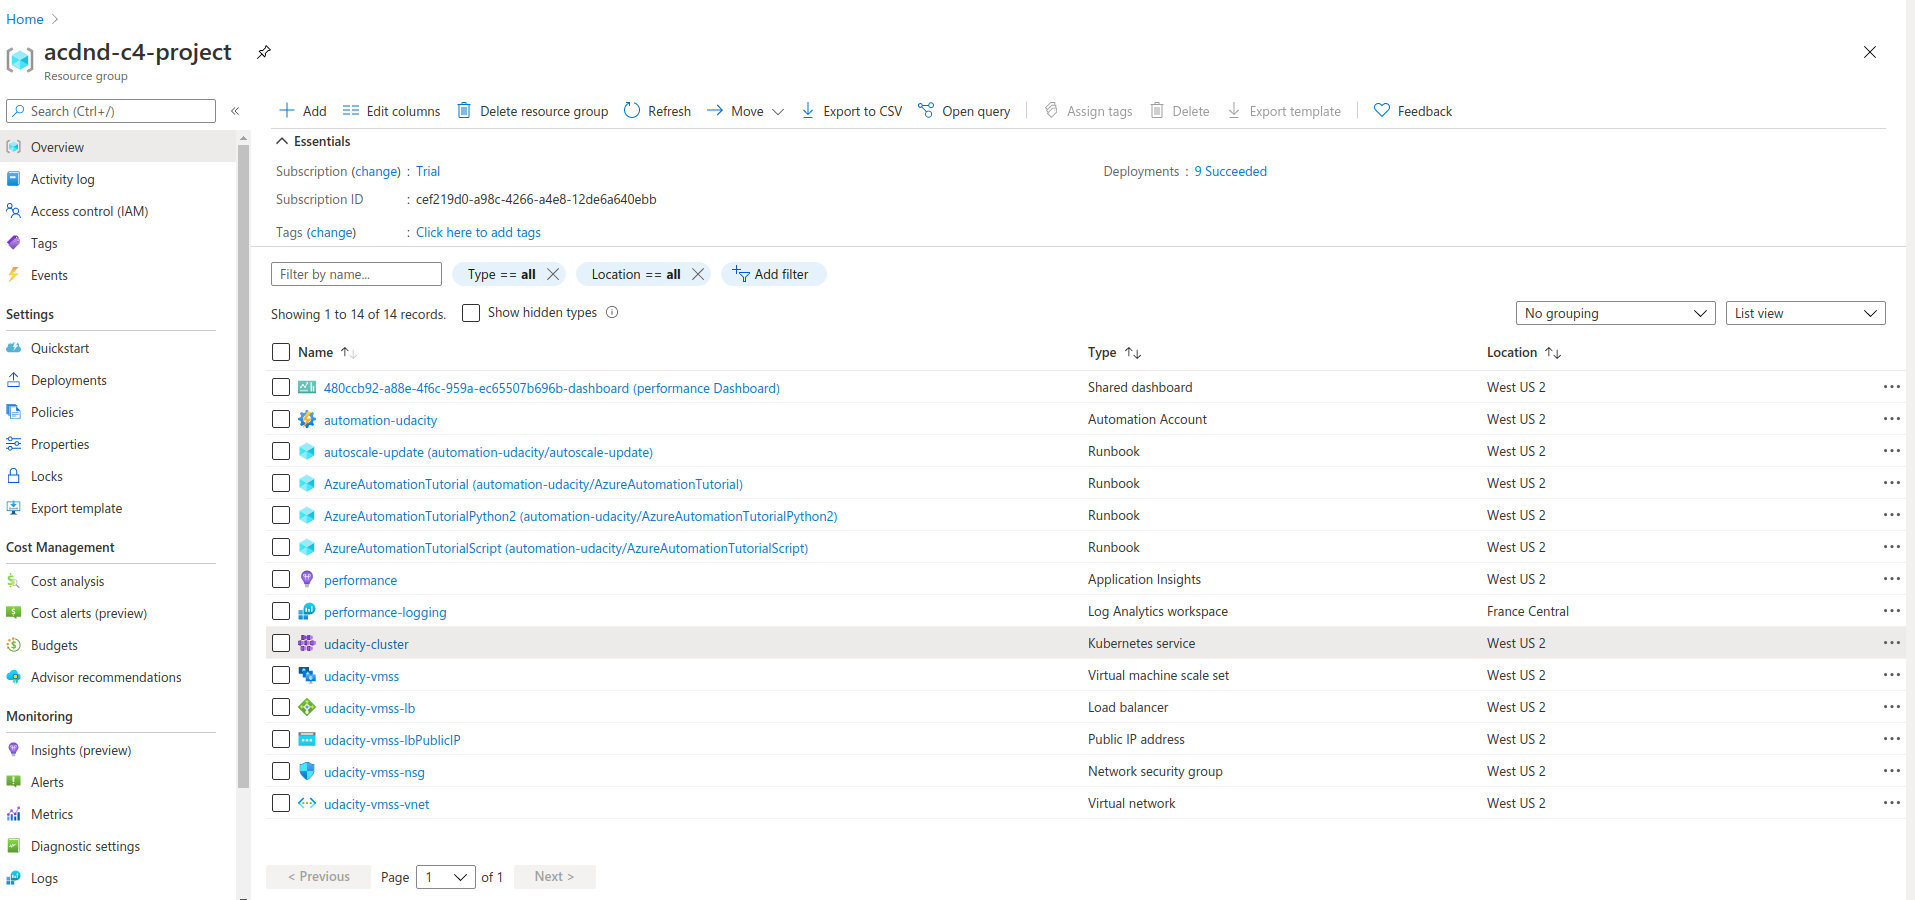 Home
acdnd-c4-project
Resource group
Search (Ctrl+/)
«
Overview
Activity log
Access control (IAM)
Tags
Events
Settings
Quickstart
Deployments
Policies
Properties
Locks
Export template
Cost Management
Cost analysis
Cost alerts (preview)
Budgets
Advisor recommendations
Monitoring
Insights (preview)
Alerts
Metrics
Diagnostic settings
Logs
Add Edit columns Delete resource group Refresh Move Export to CSV Open query Assign tags Delete Export template Feedback
Essentials
Subscription (change) : Trial Deployments : 9 Succeeded
Subscription ID : cef219d0-a98c-4266-a4e8-12de6a640ebb
Tags (change) : Click here to add tags
Filter by name... Type == all Location == all Add filter
Showing 1 to 14 of 14 records. Show hidden types No grouping List view
Name Type Location
480ccb92-a88e-4f6c-959a-ec65507b696b-dashboard (performance Dashboard) Shared dashboard West US 2
automation-udacity Automation Account West US 2
autoscale-update (automation-udacity/autoscale-update) Runbook West US 2
AzureAutomationTutorial (automation-udacity/AzureAutomationTutorial) Runbook West US 2
AzureAutomationTutorialPython2 (automation-udacity/AzureAutomationTutorialPython2) Runbook West US 2
AzureAutomationTutorialScript (automation-udacity/AzureAutomationTutorialScript) Runbook West US 2
performance Application Insights West US 2
performance-logging Log Analytics workspace France Central
udacity-cluster Kubernetes service West US 2
udacity-vmss Virtual machine scale set West US 2
udacity-vmss-lb Load balancer West US 2
udacity-vmss-lbPublicIP Public IP address West US 2
udacity-vmss-nsg Network security group West US 2
udacity-vmss-vnet Virtual network West US 2
< Previous Page 1 of 1 Next >